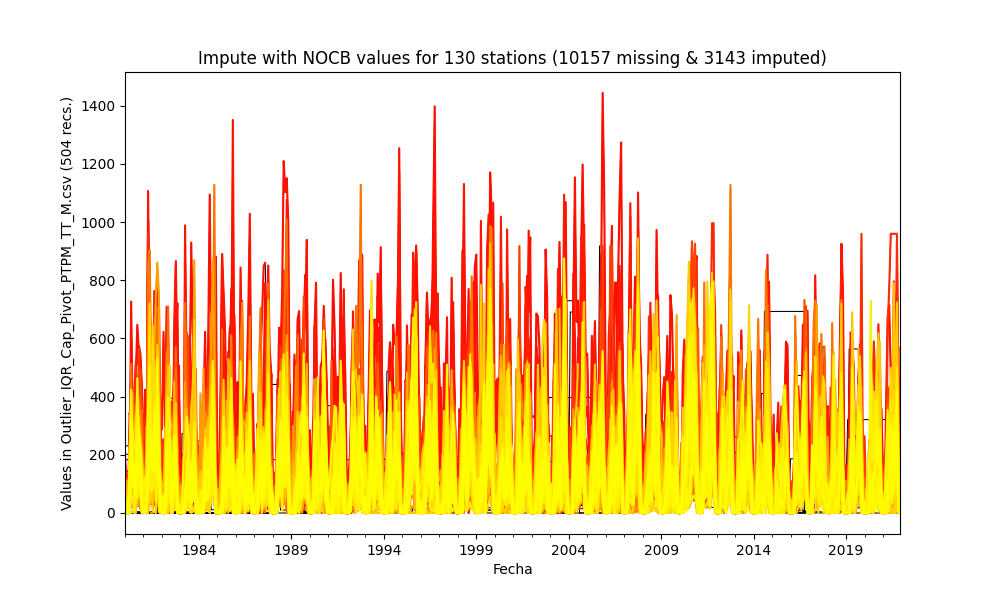 Impute with NOCB values for 130 stations (10157 missing & 3143 imputed)
Values in Outlier_IQR_Cap_Pivot_PTPM_TT_M.csv (504 recs.)
1400
1200
1000
800
600
400
200
0
1984 1989 1994 1999 2004 2009 2014 2019
Fecha